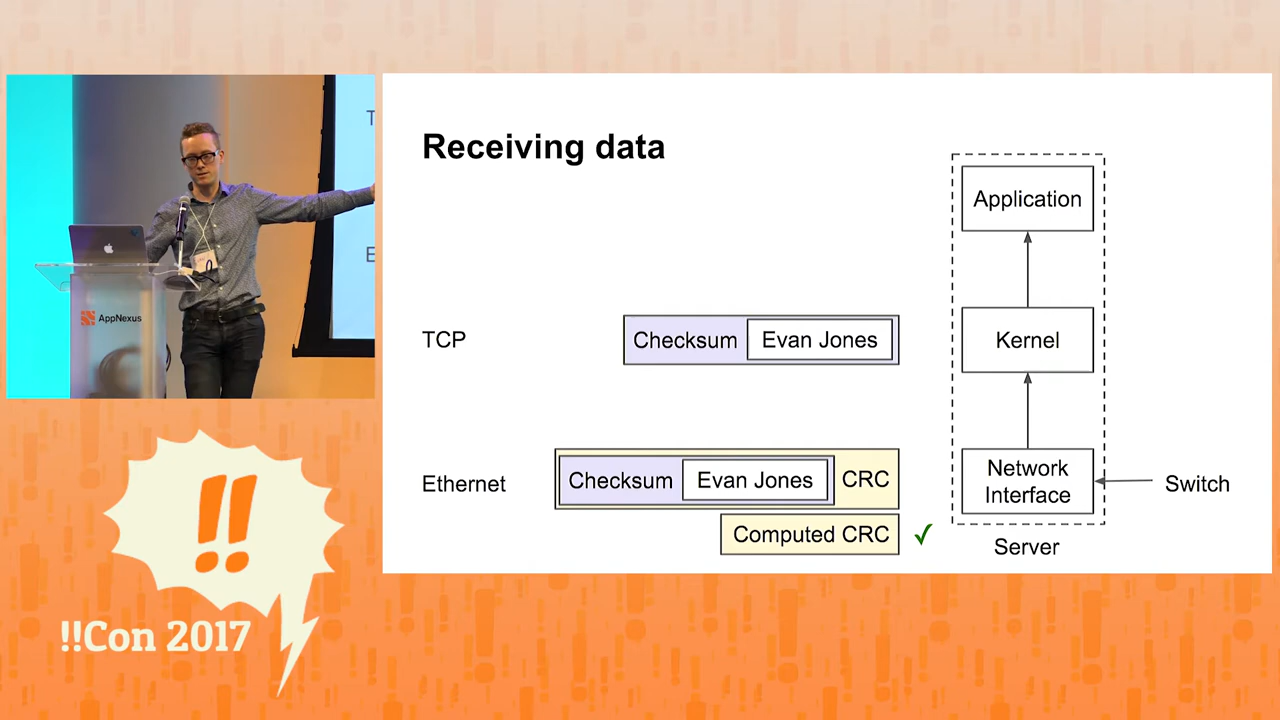 T
E
AppNexus
!!
!!Con 2017
Receiving data
Application
TCP
Checksum
Evan Jones
Kernel
Ethernet
Checksum
Evan Jones
CRC
Network
Interface
Switch
Computed CRC
Server